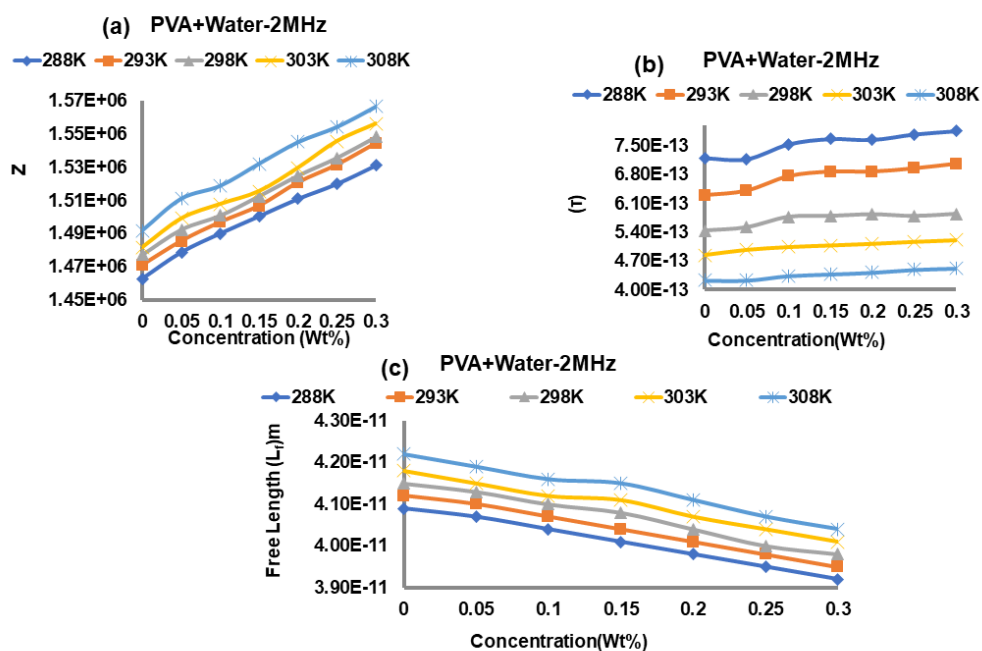 (a) PVA+Water-2MHz
288K 293K 298K 303K 308K
1.57E+06
1.55E+06
1.53E+06
1.51E+06
1.49E+06
1.47E+06
1.45E+06
Z
0 0.05 0.1 0.15 0.2 0.25 0.3
Concentration (Wt%)
(b) PVA+Water-2MHz
288K 293K 298K 303K 308K
7.50E-13
6.80E-13
6.10E-13
5.40E-13
4.70E-13
4.00E-13
(τ)
0 0.05 0.1 0.15 0.2 0.25 0.3
Concentration(Wt%)
(c) PVA+Water-2MHz
288K 293K 298K 303K 308K
4.30E-11
4.20E-11
4.10E-11
4.00E-11
3.90E-11
Free Length (Lf)m
0 0.05 0.1 0.15 0.2 0.25 0.3
Concentration(Wt%)